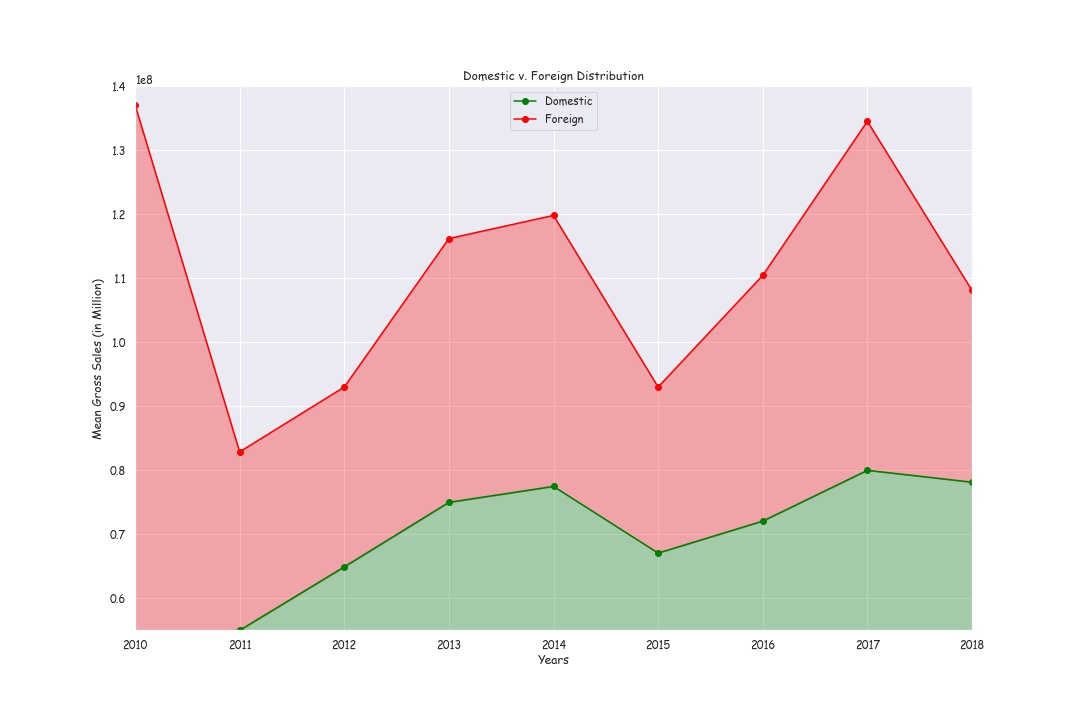 Domestic v. Foreign Distribution
1e8
Domestic
Foreign
1.4
1.3
1.2
1.1
1.0
0.9
0.8
0.7
0.6
Mean Gross Sales (in Million)
2010 2011 2012 2013 2014 2015 2016 2017 2018
Years